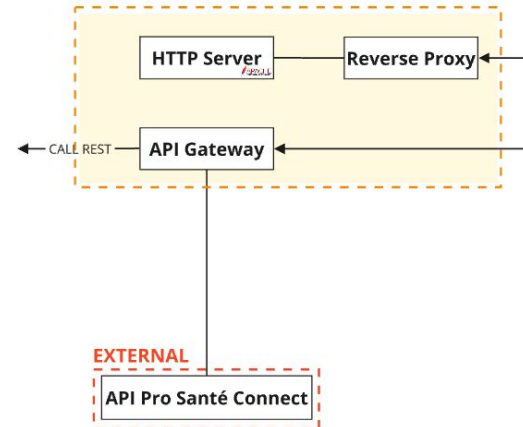 HTTP Server
Reverse Proxy
CALL REST
API Gateway
EXTERNAL
API Pro Santé Connect